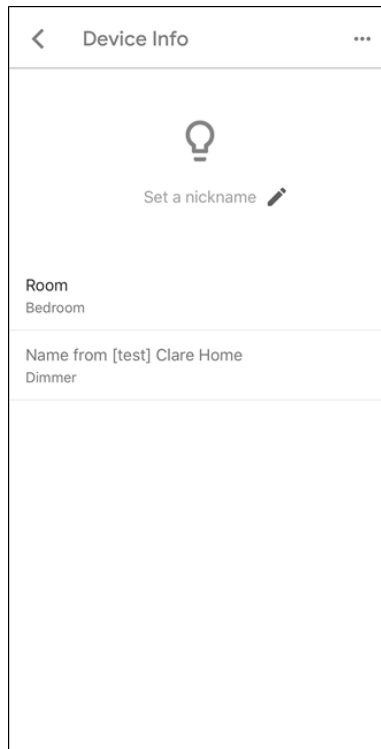 Device Info
Set a nickname
Room
Bedroom
Name from [test] Clare Home
Dimmer